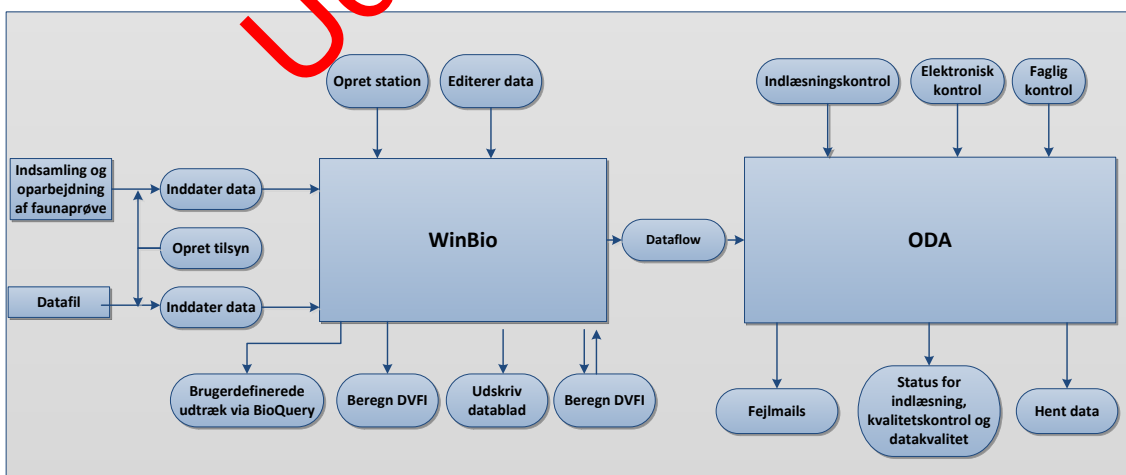 Opret station
Editerer data
Indlæsningskontrol
Elektronisk
kontrol
Faglig
kontrol
Indsamling og
oparbejdning
af faunaprøve
Inddater data
Opret tilsyn
Datafil
Inddater data
WinBio
Dataflow
ODA
Brugerdefinerede
udtræk via BioQuery
Beregn DVFI
Udskriv
datablad
Beregn DVFI
Fejlmails
Status for
indlæsning,
kvalitetskontrol og
datakvalitet
Hent data